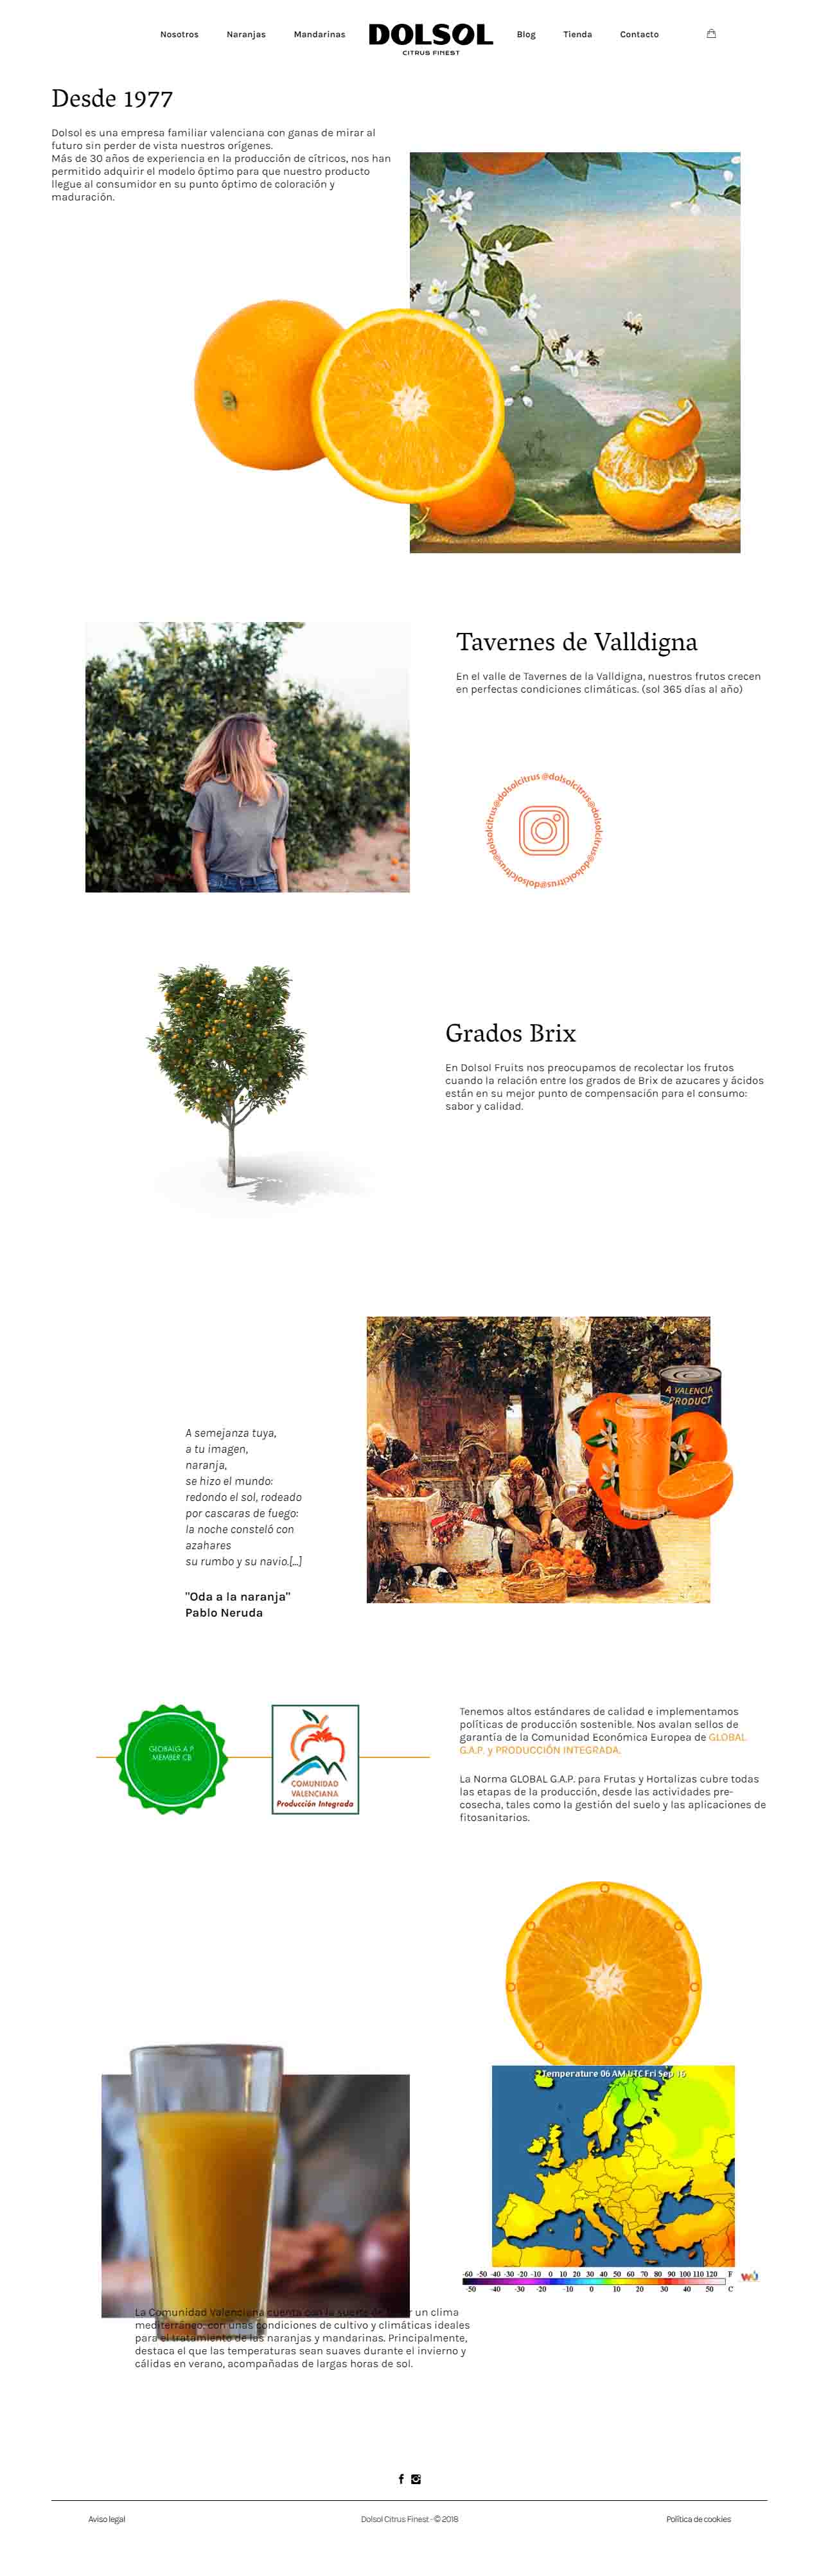 Nosotros Naranjas Mandarinas DOLSOL Blog Tienda Contacto
CITRUS FINEST
Desde 1977
Dolsol es una empresa familiar valenciana con ganas de mirar al
futuro sin perder de vista nuestros orígenes.
Más de 30 años de experiencia en la producción de cítricos, nos han
permitido adquirir el modelo óptimo para que nuestro producto
llegue al consumidor en su punto óptimo de coloración y
maduración.
Tavernes de Valldigna
En el valle de Tavernes de la Valldigna, nuestros frutos crecen
en perfectas condiciones climáticas. (sol 365 días al año)
@dolsolcitrus@dolsolcitrus@dolsolcitrus@dolsolcitrus@dolsolcitrus
Grados Brix
En Dolsol Fruits nos preocupamos de recolectar los frutos
cuando la relación entre los grados de Brix de azucares y ácidos
están en su mejor punto de compensación para el consumo:
sabor y calidad.
A VALENCIA
PRODUCT
A semejanza tuya,
a tu imagen,
naranja,
se hizo el mundo:
redondo el sol, rodeado
por cascaras de fuego:
la noche consteló con
azahares
su rumbo y su navio.[...]
"Oda a la naranja"
Pablo Neruda
GLOBALG.A.P.
MEMBER CB
COMUNIDAD
VALENCIANA
Producción Integrada
Tenemos altos estándares de calidad e implementamos
políticas de producción sostenible. Nos avalan sellos de
garantía de la Comunidad Económica Europea de GLOBAL
G.A.P. y PRODUCCIÓN INTEGRADA.
La Norma GLOBAL G.A.P. para Frutas y Hortalizas cubre todas
las etapas de la producción, desde las actividades pre-
cosecha, tales como la gestión del suelo y las aplicaciones de
fitosanitarios.
Temperature 06 AM UTC Fri Sep 16
-60 -50 -40 -30 -20 -10 0 10 20 30 40 50 60 70 80 90 100 110 120 F
-50 -40 -30 -20 -10 0 10 20 30 40 50 C
La Comunidad Valenciana cuenta con la suerte de tener un clima
mediterráneo, con unas condiciones de cultivo y climáticas ideales
para el tratamiento de las naranjas y mandarinas. Principalmente,
destaca el que las temperaturas sean suaves durante el invierno y
cálidas en verano, acompañadas de largas horas de sol.
Aviso legal Dolsol Citrus Finest - © 2018 Política de cookies